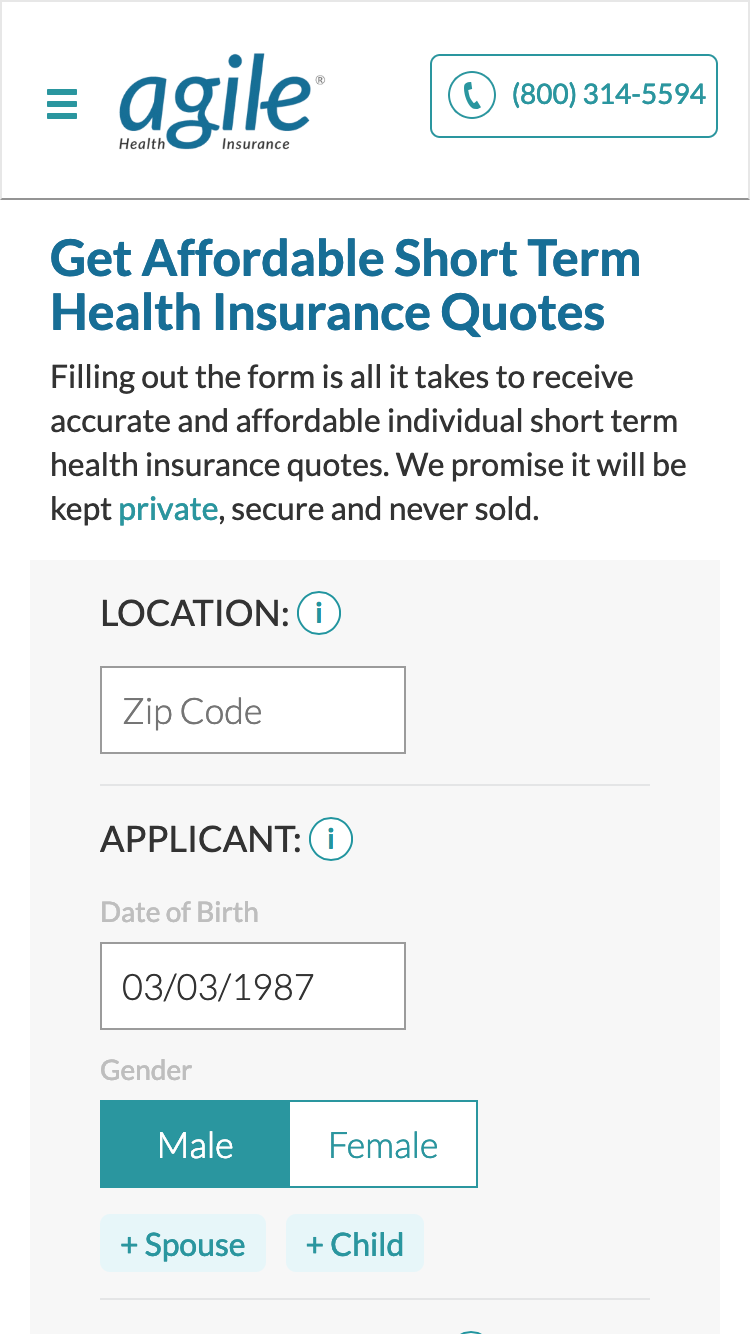 agile®
Health Insurance
(800) 314-5594
Get Affordable Short Term
Health Insurance Quotes
Filling out the form is all it takes to receive
accurate and affordable individual short term
health insurance quotes. We promise it will be
kept private, secure and never sold.
LOCATION: i
Zip Code
APPLICANT: i
Date of Birth
03/03/1987
Gender
Male Female
+ Spouse + Child